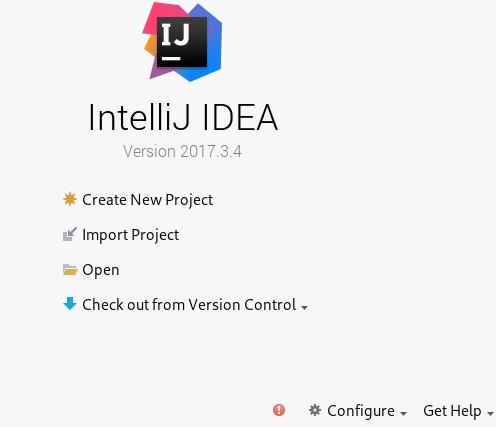 IJ
IntelliJ IDEA
Version 2017.3.4
Create New Project
Import Project
Open
Check out from Version Control
Configure Get Help